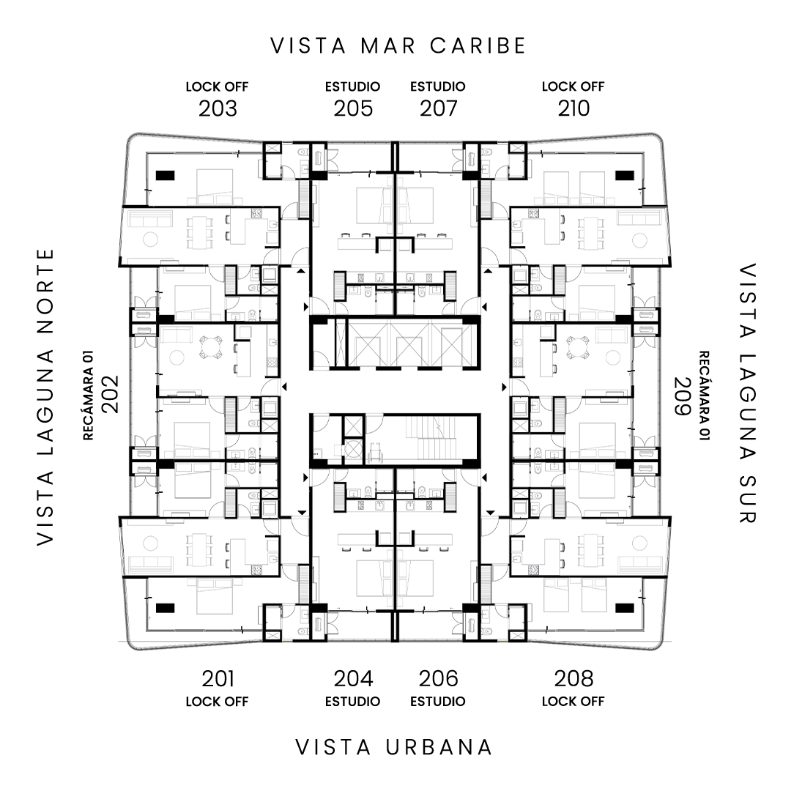 VISTA MAR CARIBE
LOCK OFF
203
ESTUDIO
205
ESTUDIO
207
LOCK OFF
210
VISTA LAGUNA NORTE
RECÁMARA 01
202
RECÁMARA 01
209
VISTA LAGUNA SUR
201
LOCK OFF
204
ESTUDIO
206
ESTUDIO
208
LOCK OFF
VISTA URBANA